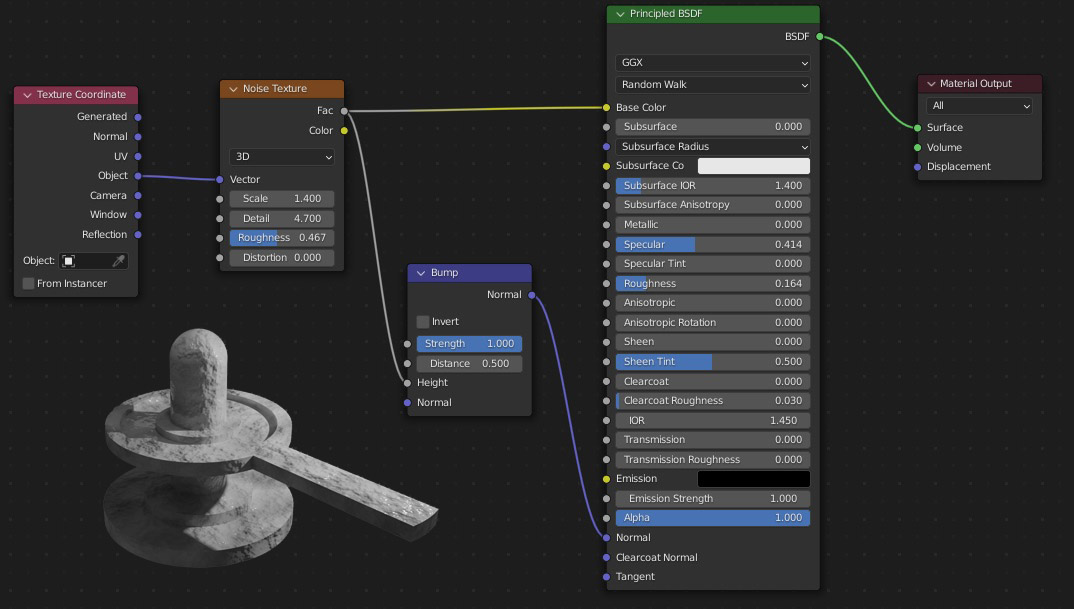 Texture Coordinate
Generated
Normal
UV
Object
Camera
Window
Reflection
Object:
From Instancer
Noise Texture
Fac
Color
3D
Vector
Scale 1.400
Detail 4.700
Roughness 0.467
Distortion 0.000
Bump
Normal
Invert
Strength 1.000
Distance 0.500
Height
Normal
Principled BSDF
BSDF
GGX
Random Walk
Base Color
Subsurface 0.000
Subsurface Radius
Subsurface Co
Subsurface IOR 1.400
Subsurface Anisotropy 0.000
Metallic 0.000
Specular 0.414
Specular Tint 0.000
Roughness 0.164
Anisotropic 0.000
Anisotropic Rotation 0.000
Sheen 0.000
Sheen Tint 0.500
Clearcoat 0.000
Clearcoat Roughness 0.030
IOR 1.450
Transmission 0.000
Transmission Roughness 0.000
Emission
Emission Strength 1.000
Alpha 1.000
Normal
Clearcoat Normal
Tangent
Material Output
All
Surface
Volume
Displacement